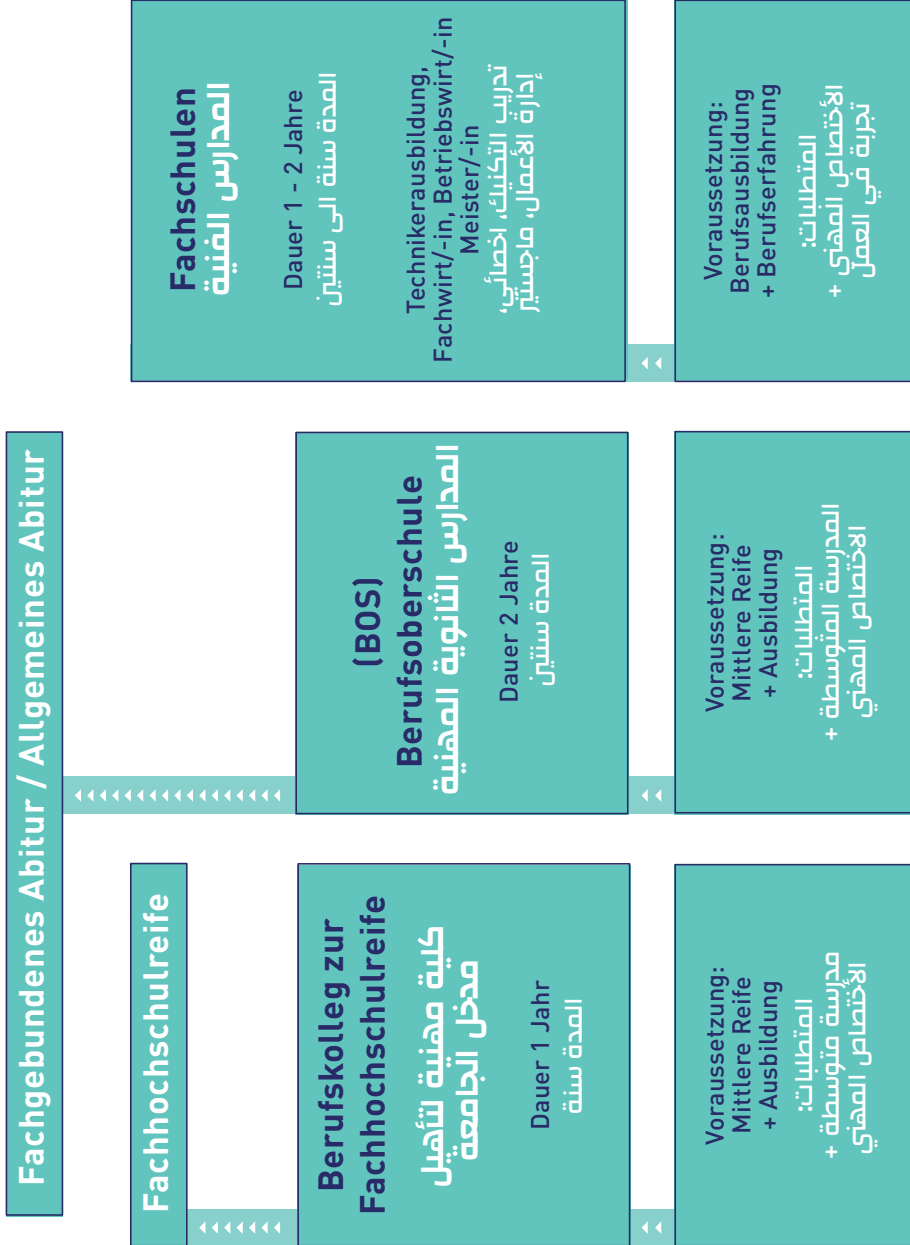 Fachgebundenes Abitur / Allgemeines Abitur
Fachhochschulreife
Berufskolleg zur
Fachhochschulreife
كلية مهنية لتأهيل
مدخل الجامعة
Dauer 1 Jahr
المدة سنة
Voraussetzung:
Mittlere Reife
+ Ausbildung
المتطلبات:
مدرسة متوسطة +
الأختصاص المهني
(BOS)
Berufsoberschule
المدارس الثانوية المهنية
Dauer 2 Jahre
المدة سنتين
Voraussetzung:
Mittlere Reife
+ Ausbildung
المتطلبات:
المدرسة المتوسطة +
الاختصاص المهني
Fachschulen
المدارس الفنية
Dauer 1 - 2 Jahre
المدة سنة الى سنتين
Technikerausbildung,
Fachwirt/-in, Betriebswirt/-in
Meister/-in
تدريب التكنيك، اخصائي،
إدارة الأعمال، ماجستير
Voraussetzung:
Berufsausbildung
+ Berufserfahrung
المتطلبات:
الأختصاص المهني +
تجربة في العمل